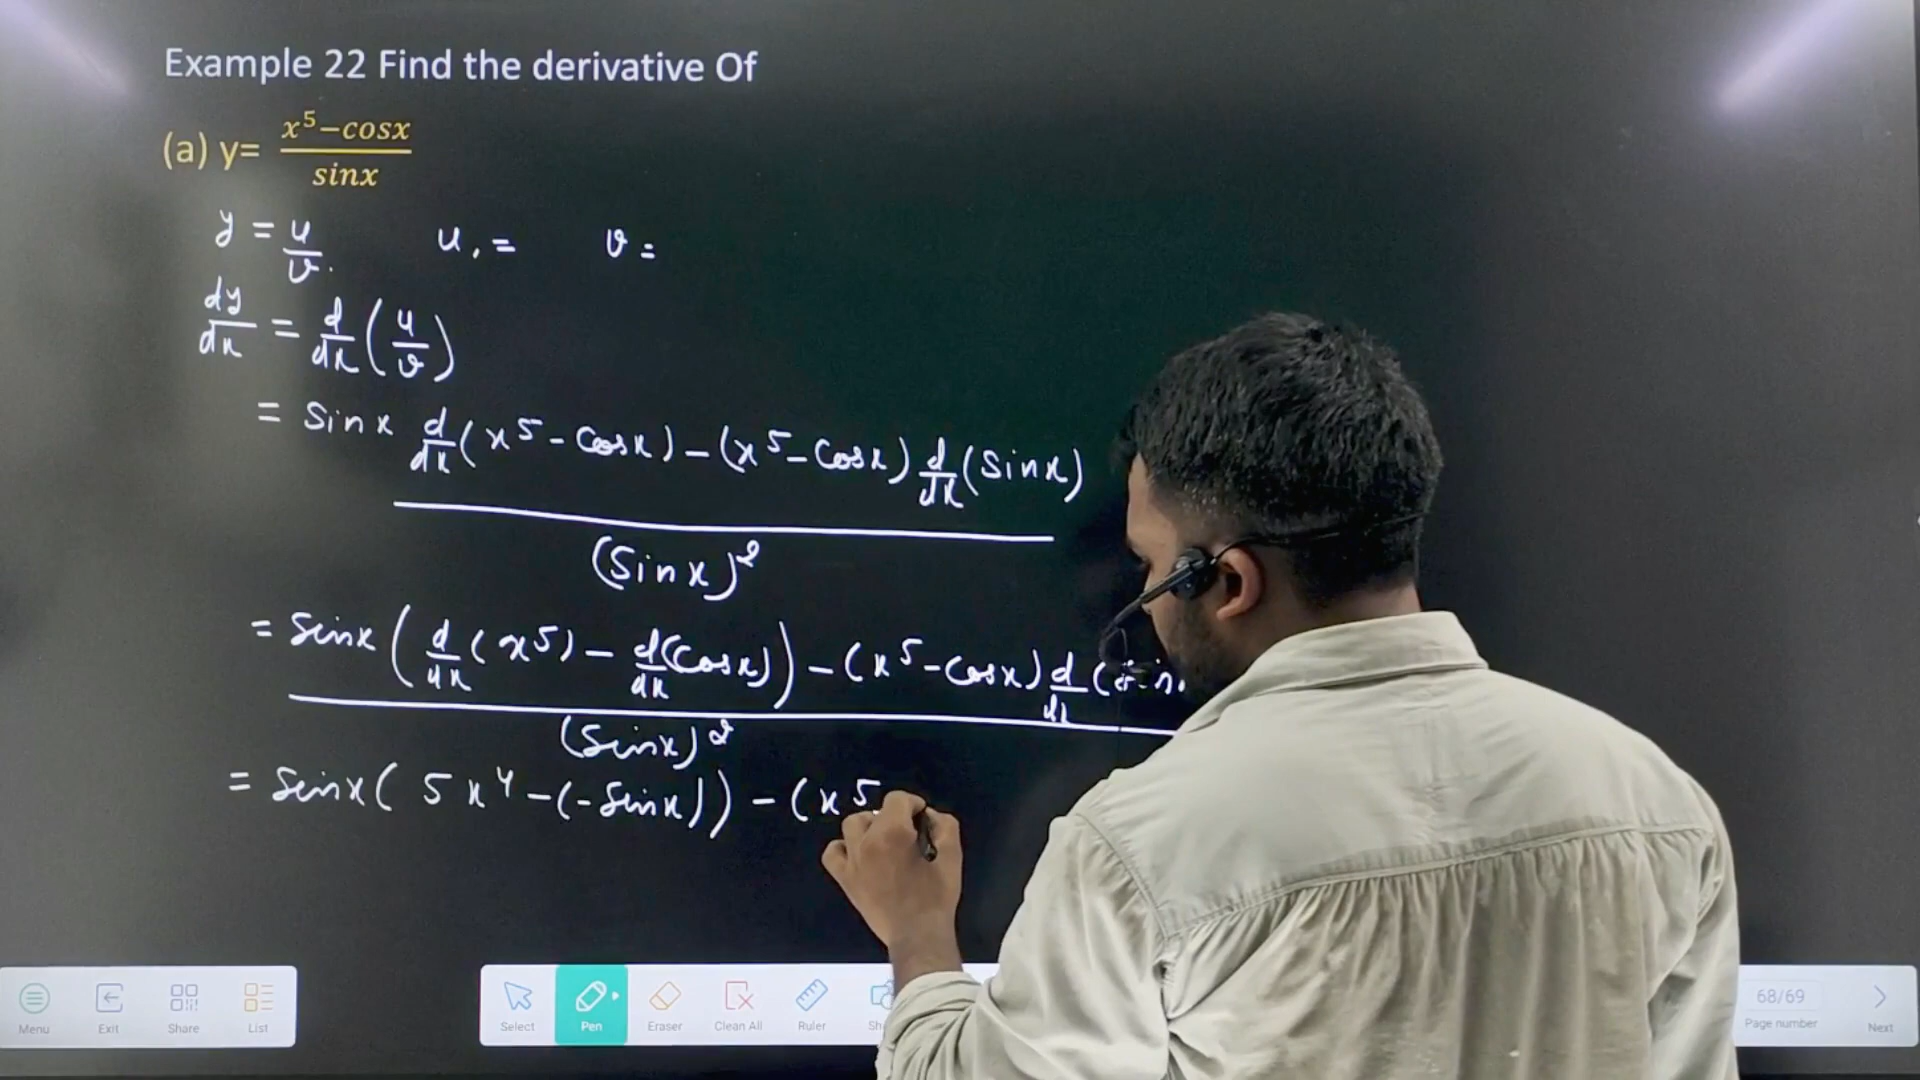 Example 22 Find the derivative Of
(a) y= x⁵−cosx / sinx
y = u/v. u, = v =
dy/dx = d/dx (u/v)
= Sinx d/dx (x⁵ - Cosx) - (x⁵ - Cosx) d/dx (Sinx)
(Sinx)²
= Sinx ( d/dx (x⁵) - d/dx (Cosx) ) - (x⁵ - Cosx) d/dx (sin
(Sinx)²
= Sinx ( 5x⁴ - (-Sinx) ) - (x⁵
Menu Exit Share List Select Pen Eraser Clean All Ruler Sh 68/69 Page number Next